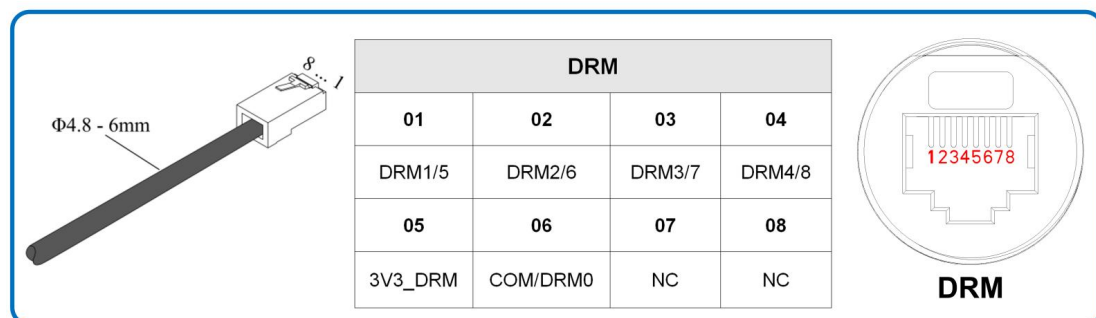 8... 1
Φ4.8 - 6mm
DRM
01 02 03 04
DRM1/5 DRM2/6 DRM3/7 DRM4/8
05 06 07 08
3V3_DRM COM/DRM0 NC NC
12345678
DRM